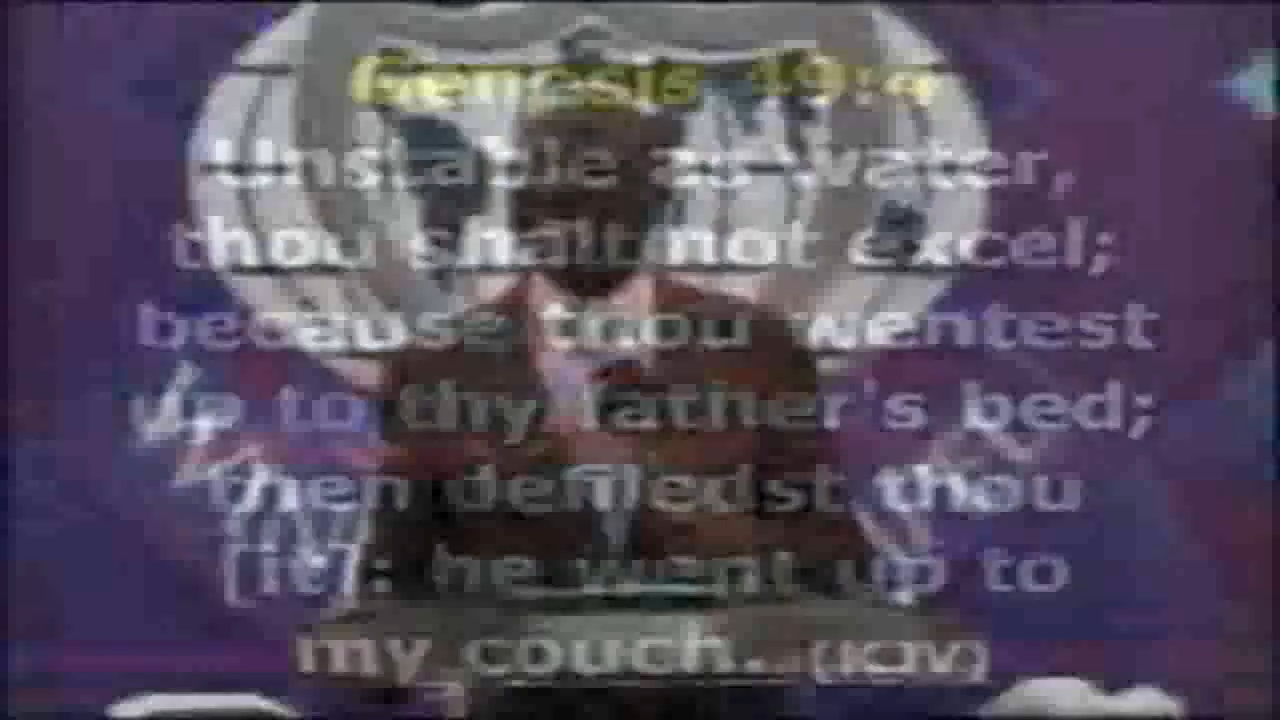 Genesis 49:4
Unstable as water,
thou shalt not excel;
because thou wentest
up to thy father's bed;
then defiledst thou
[it]: he went up to
my couch. (KJV)